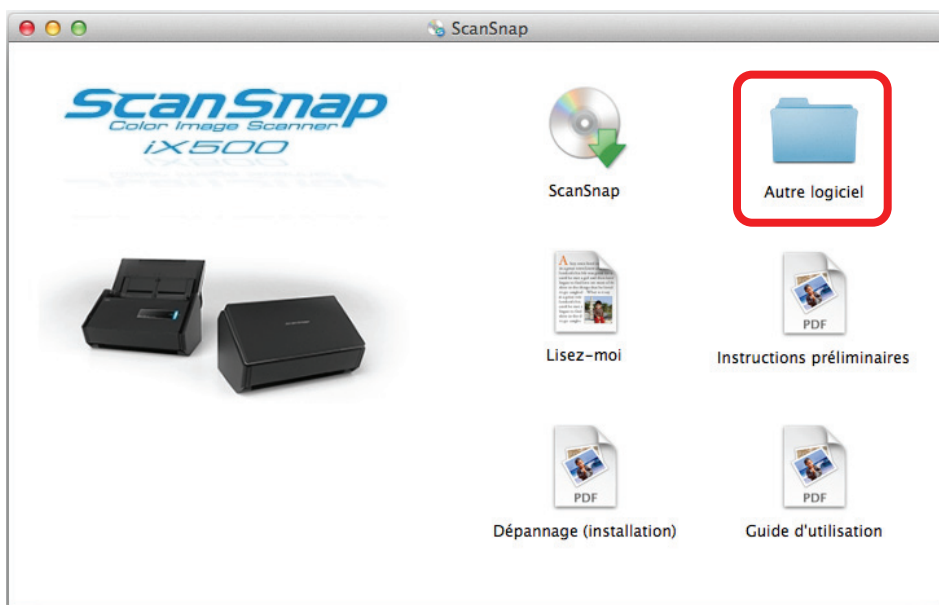 ScanSnap
ScanSnap
Color Image Scanner
iX500
ScanSnap
Autre logiciel
Lisez-moi
PDF
Instructions préliminaires
PDF
Dépannage (installation)
PDF
Guide d'utilisation